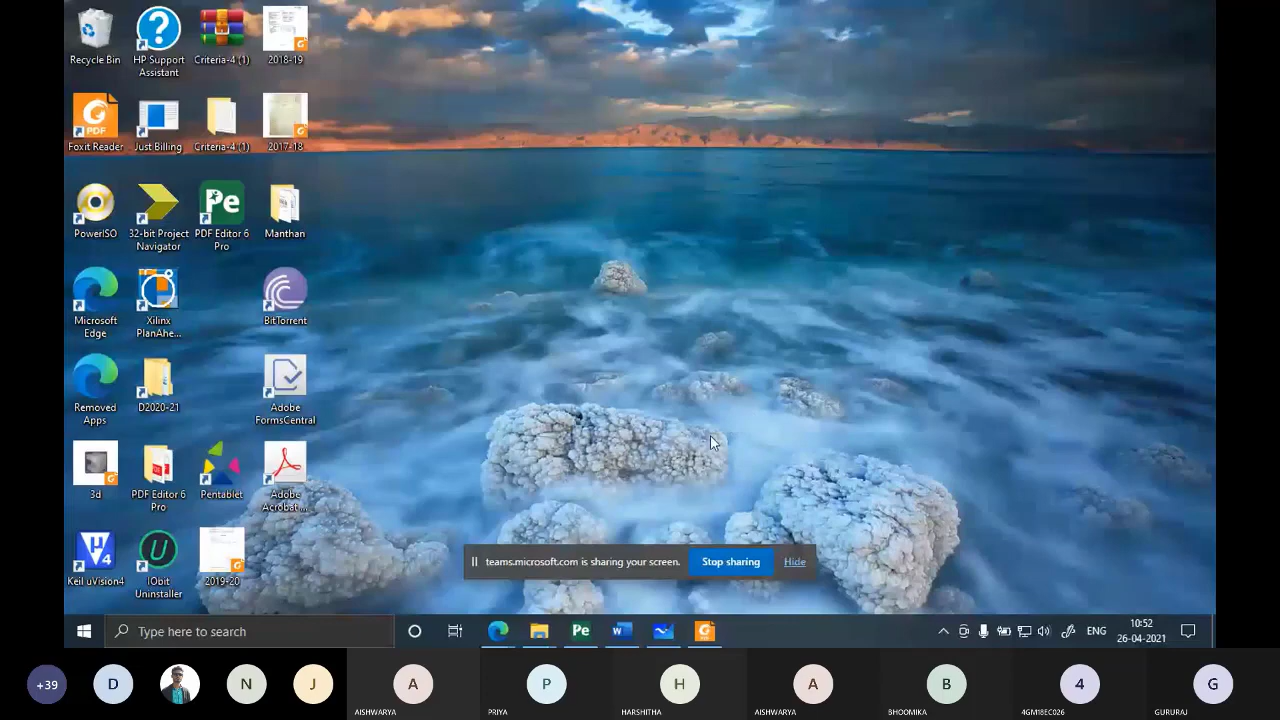 Recycle Bin
HP Support
Assistant
Criteria-4 (1)
2018-19
PDF
Foxit Reader
Just Billing
Criteria-4 (1)
2017-18
PowerISO
32-bit Project
Navigator
Pe
PDF Editor 6
Pro
Manthan
Microsoft
Edge
Xilinx
PlanAhe...
BitTorrent
Removed
Apps
D2020-21
Adobe
FormsCentral
3d
PDF Editor 6
Pro
Pentablet
Adobe
Acrobat ...
Keil uVision4
IObit
Uninstaller
2019-20
teams.microsoft.com is sharing your screen.
Stop sharing
Hide
Type here to search
Pe
ENG
10:52
26-04-2021
+39
D
N
J
A
AISHWARYA
P
PRIYA
H
HARSHITHA
A
AISHWARYA
B
BHOOMIKA
4
4GM18EC026
G
GURURAJ